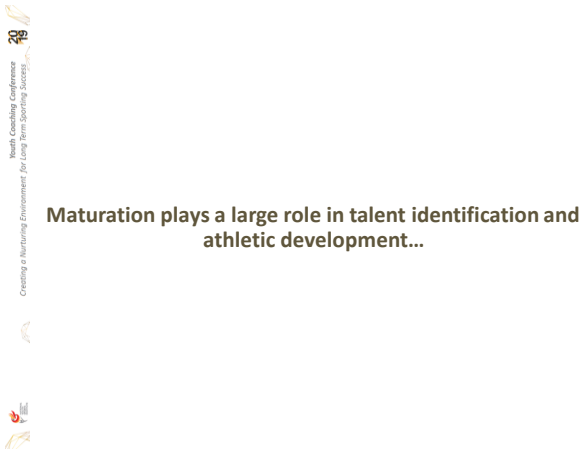 20
19
Youth Coaching Conference
Creating a Nurturing Environment for Long Term Sporting Success
Maturation plays a large role in talent identification and
athletic development…